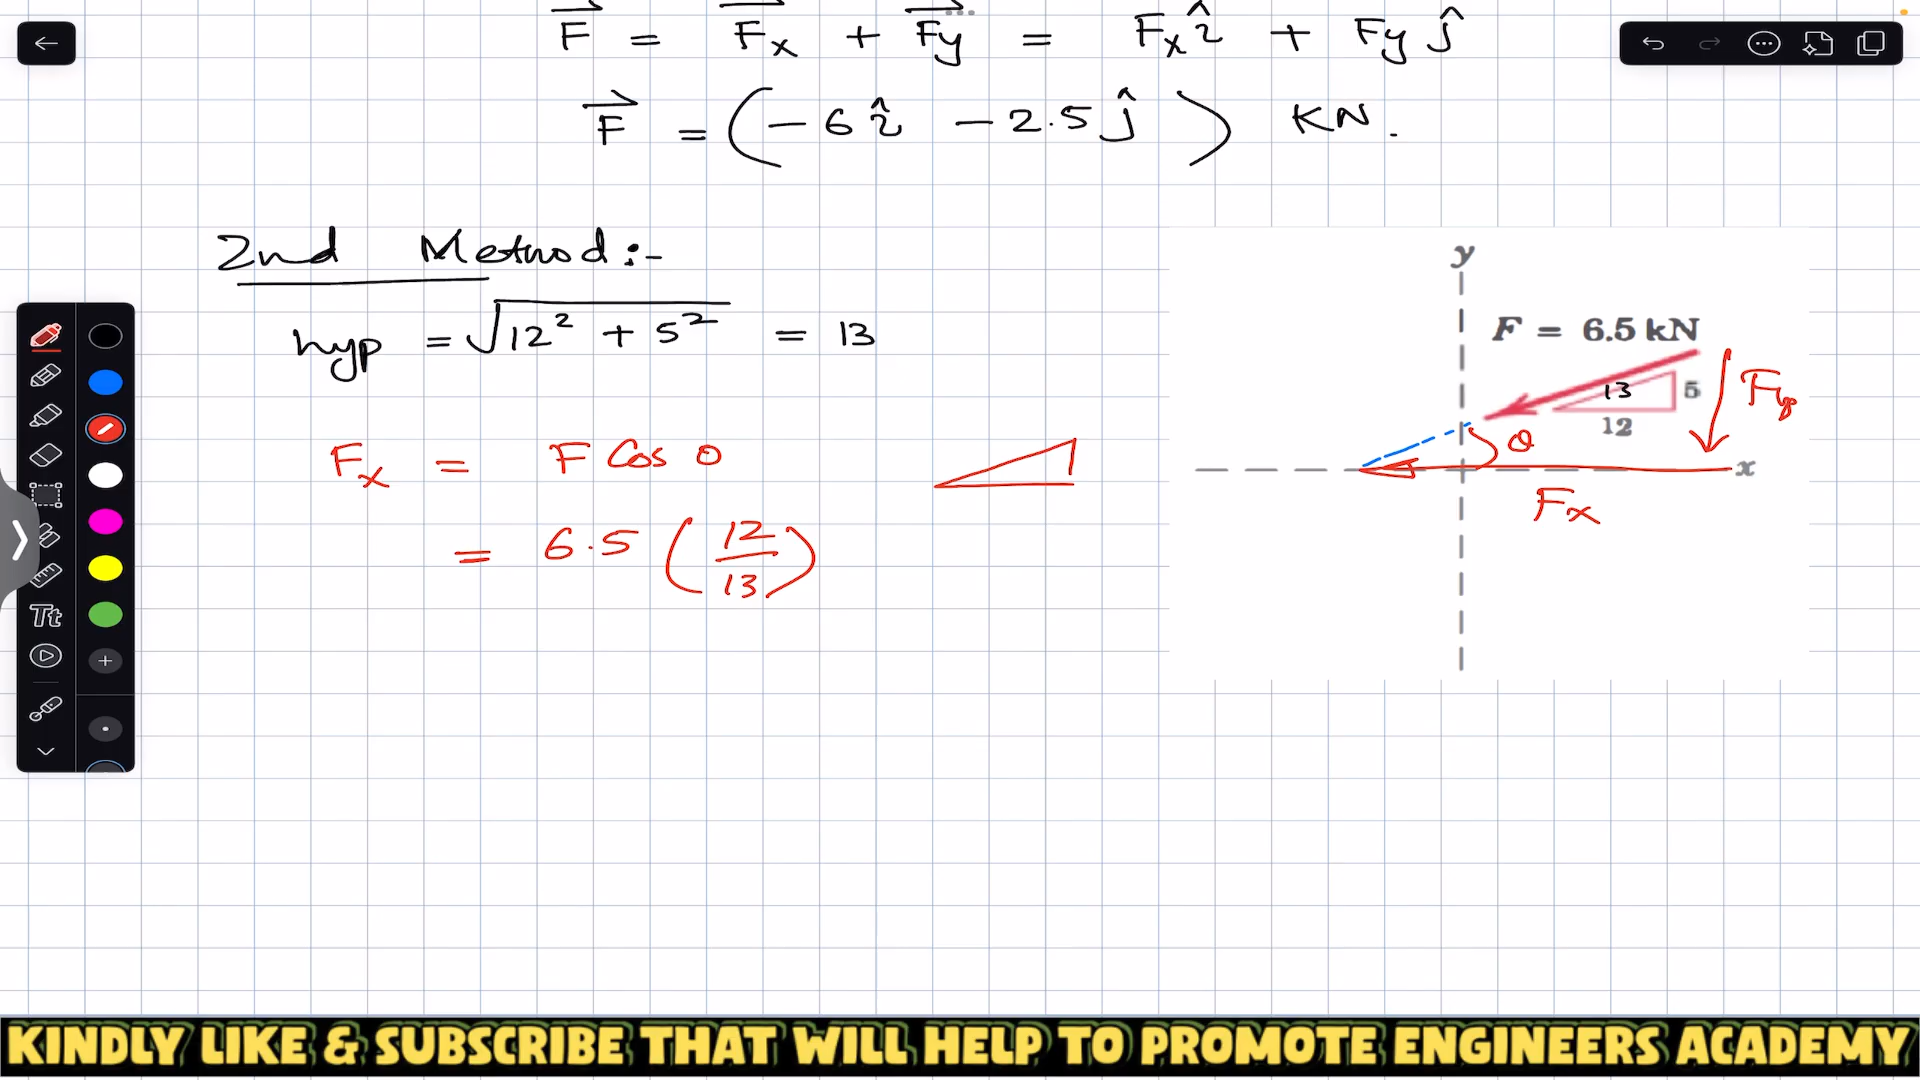 F = Fx + Fy = Fx î + Fy ĵ
F = ( - 6 î - 2.5 ĵ ) KN.
2nd Method :-
hyp = √12² + 5² = 13
Fx = F Cos θ
= 6.5 ( 12/13 )
y
F = 6.5 kN
13
5
12
Fy
θ
x
Fx
Tt
KINDLY LIKE & SUBSCRIBE THAT WILL HELP TO PROMOTE ENGINEERS ACADEMY